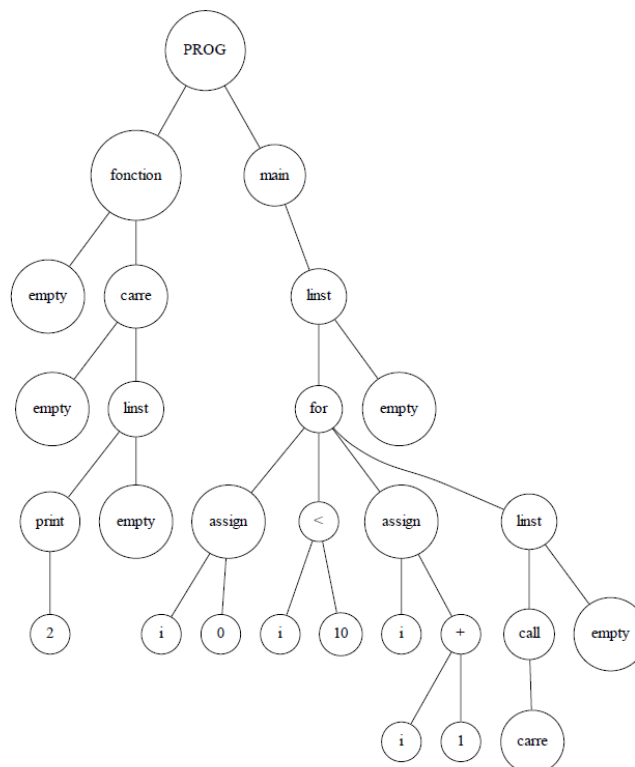 PROG
fonction main
empty carre linst
empty linst for empty
print empty assign < assign linst
2 i 0 i 10 i + call empty
i 1 carre